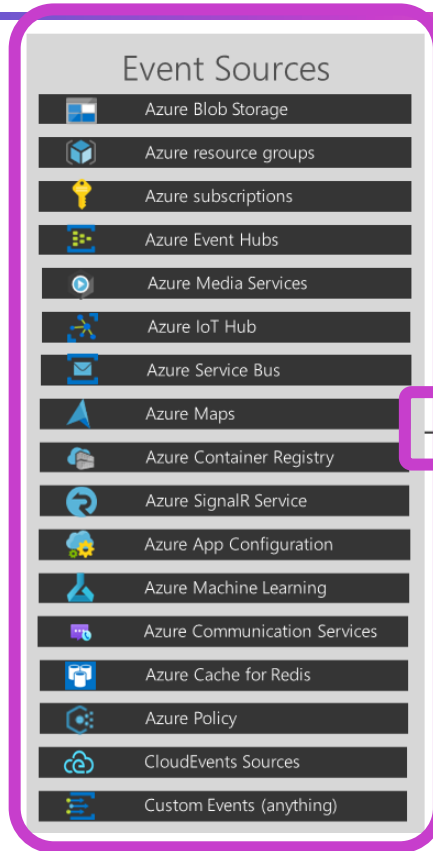 Event Sources
Azure Blob Storage
Azure resource groups
Azure subscriptions
Azure Event Hubs
Azure Media Services
Azure IoT Hub
Azure Service Bus
Azure Maps
Azure Container Registry
Azure SignalR Service
Azure App Configuration
Azure Machine Learning
Azure Communication Services
Azure Cache for Redis
Azure Policy
CloudEvents Sources
Custom Events (anything)